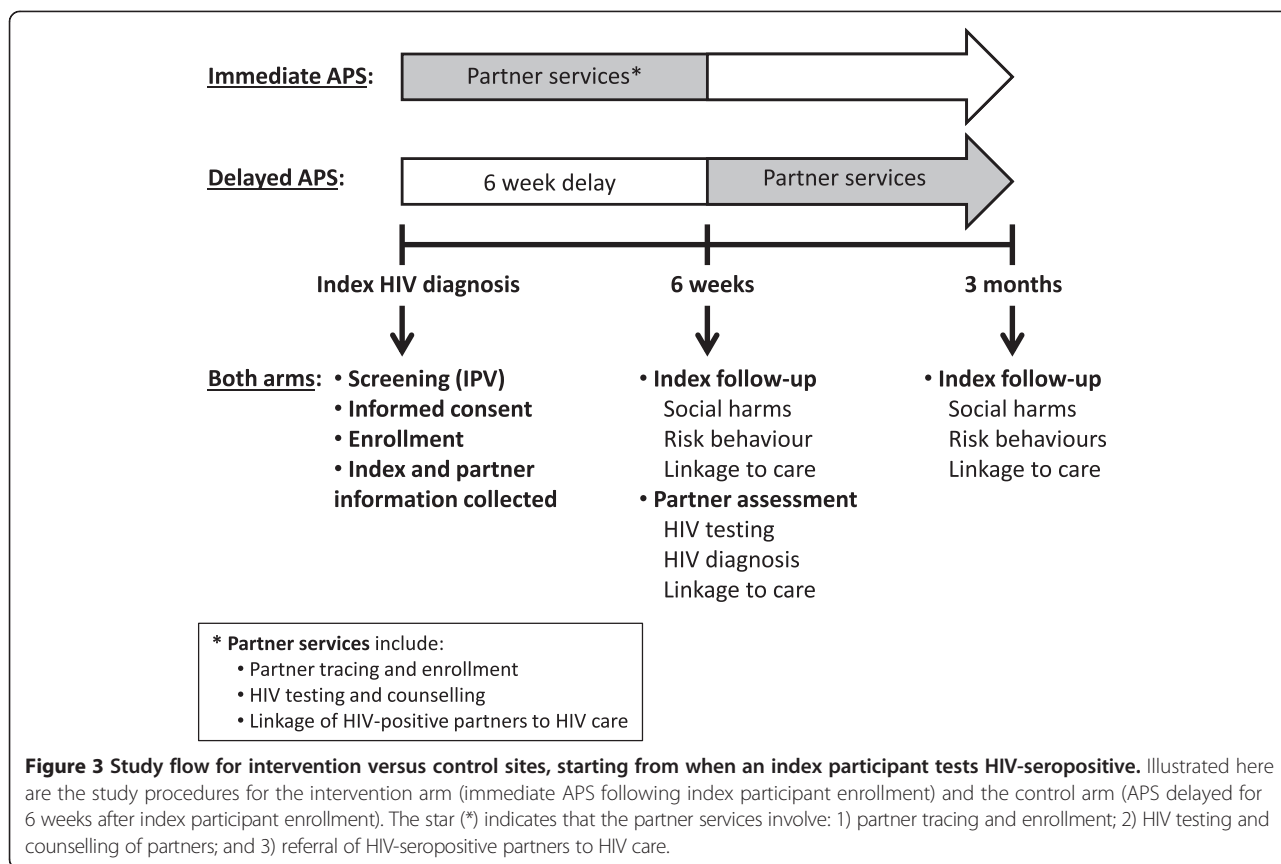 Immediate APS:
Partner services*
Delayed APS:
6 week delay
Partner services
Index HIV diagnosis
6 weeks
3 months
Both arms:
• Screening (IPV)
• Informed consent
• Enrollment
• Index and partner
information collected
• Index follow-up
Social harms
Risk behaviour
Linkage to care
• Partner assessment
HIV testing
HIV diagnosis
Linkage to care
• Index follow-up
Social harms
Risk behaviours
Linkage to care
* Partner services include:
• Partner tracing and enrollment
• HIV testing and counselling
• Linkage of HIV-positive partners to HIV care
Figure 3 Study flow for intervention versus control sites, starting from when an index participant tests HIV-seropositive. Illustrated here
are the study procedures for the intervention arm (immediate APS following index participant enrollment) and the control arm (APS delayed for
6 weeks after index participant enrollment). The star (*) indicates that the partner services involve: 1) partner tracing and enrollment; 2) HIV testing and
counselling of partners; and 3) referral of HIV-seropositive partners to HIV care.